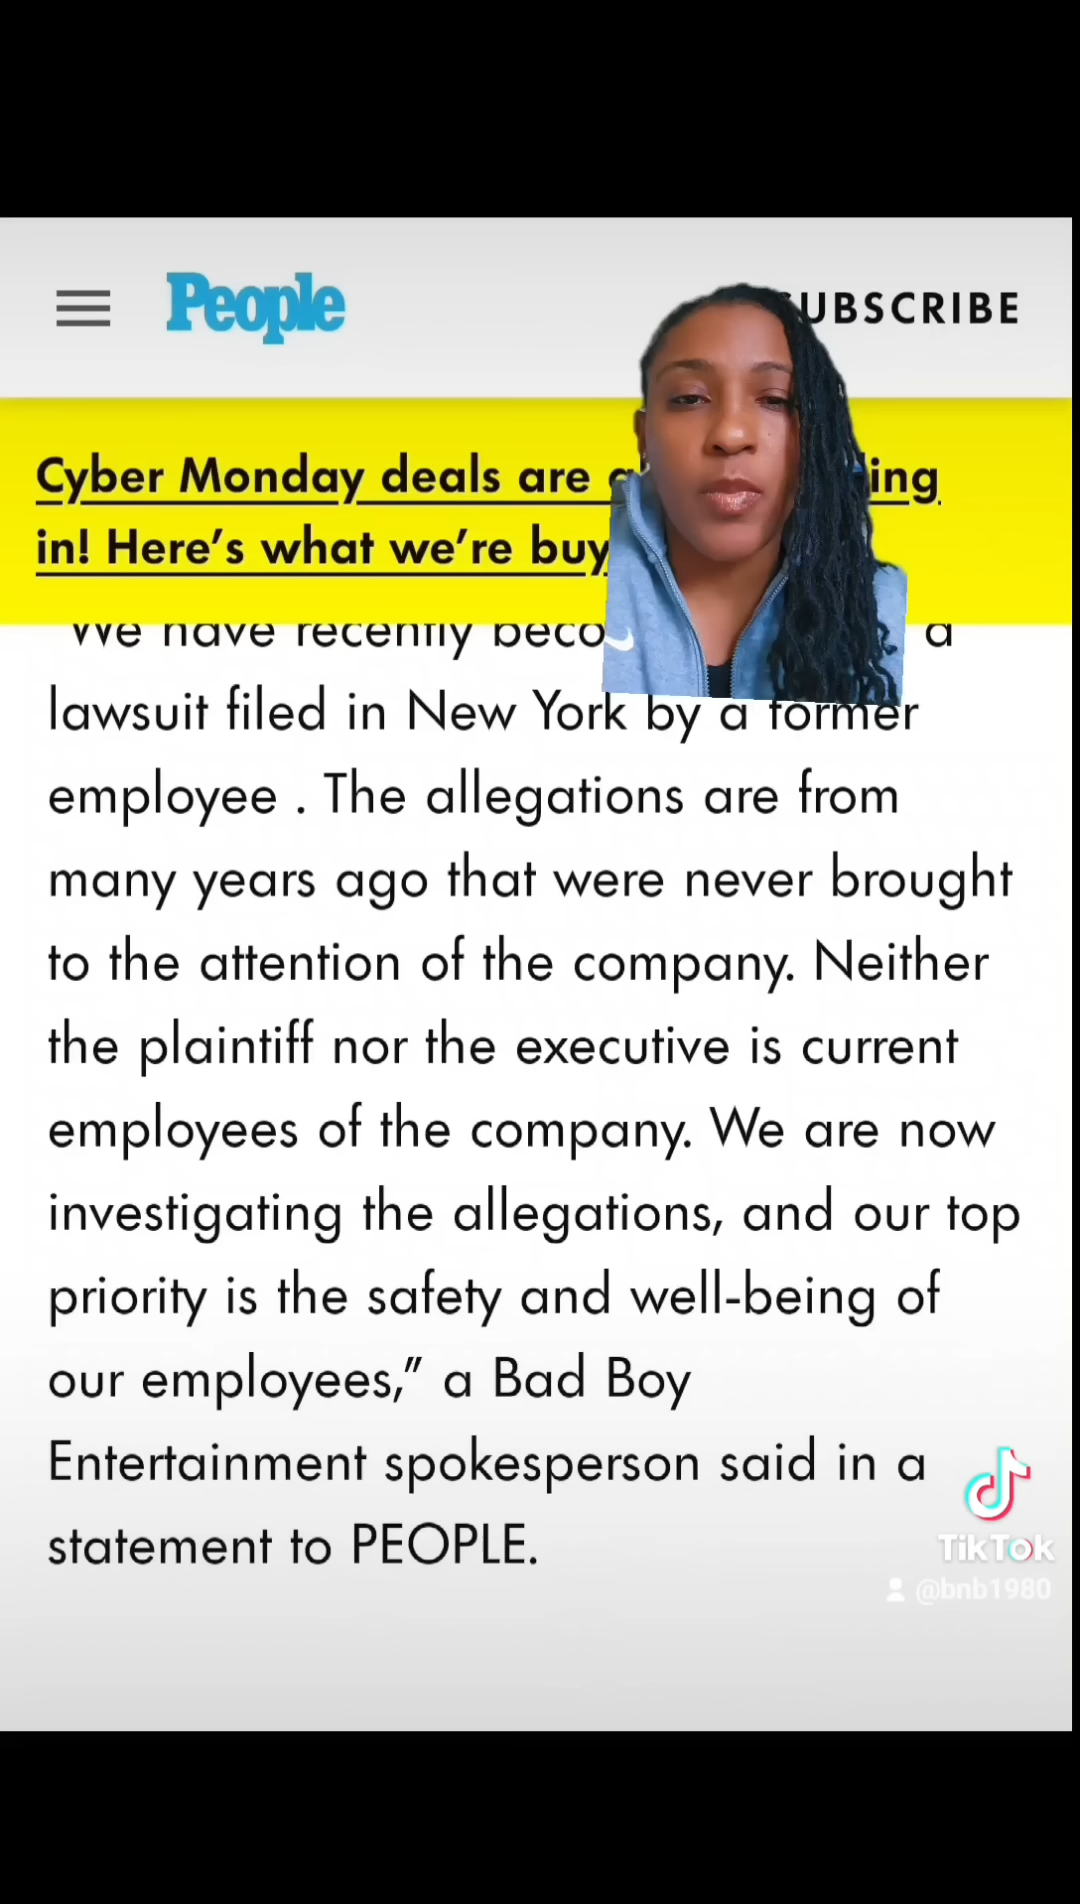 People
UBSCRIBE
Cyber Monday deals are ing
in! Here's what we're buy
We have recently beco a
lawsuit filed in New York by a former
employee . The allegations are from
many years ago that were never brought
to the attention of the company. Neither
the plaintiff nor the executive is current
employees of the company. We are now
investigating the allegations, and our top
priority is the safety and well-being of
our employees,” a Bad Boy
Entertainment spokesperson said in a
statement to PEOPLE.
TikTok
@bnb1980